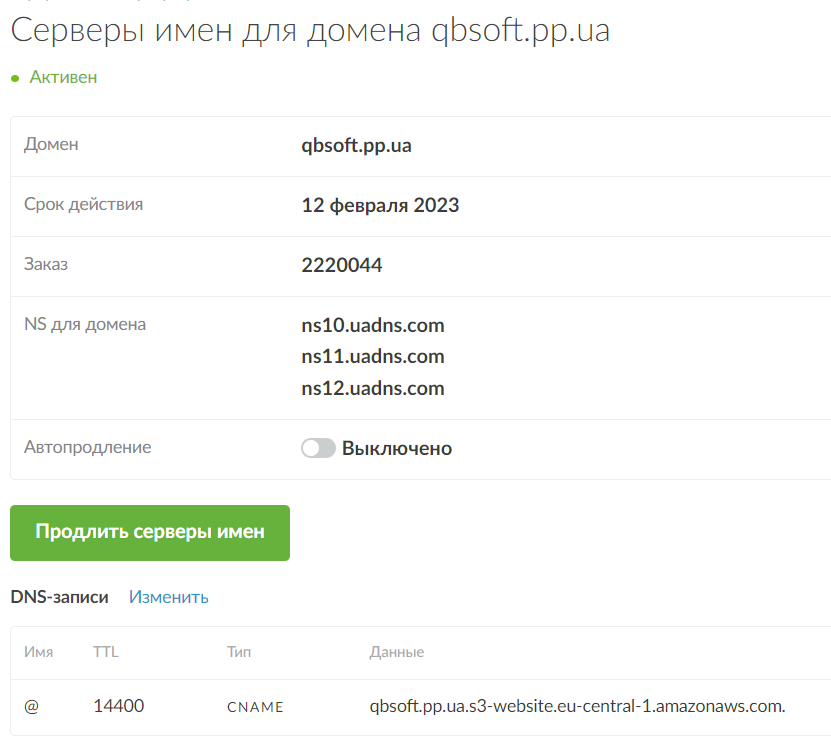 Серверы имен для домена qbsoft.pp.ua
Активен
Домен qbsoft.pp.ua
Срок действия 12 февраля 2023
Заказ 2220044
NS для домена ns10.uadns.com
ns11.uadns.com
ns12.uadns.com
Автопродление Выключено
Продлить серверы имен
DNS-записи Изменить
Имя TTL Тип Данные
@ 14400 CNAME qbsoft.pp.ua.s3-website.eu-central-1.amazonaws.com.